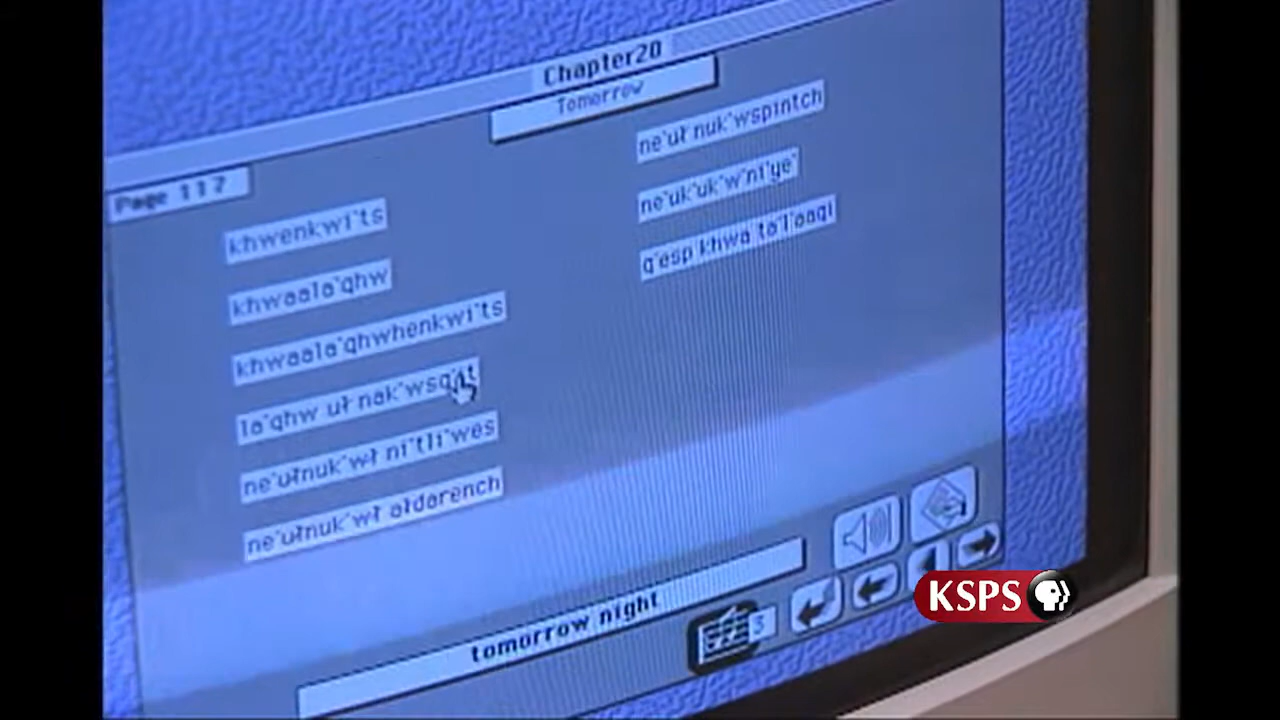 Chapter20
Tomorrow
Page 117
khwenkwi'ts
khwaala'qhw
khwaala'qhwhenkwi'ts
la'qhw uł nak'wsq'it
ne'ułnuk'wł ni'tli'wes
ne'ułnuk'wł ałdarench
ne'uł nuk'wspintch
ne'uk'uk'w'ni'ye'
q'esp khwa ta'l'aaqi
tomorrow night
3
KSPS